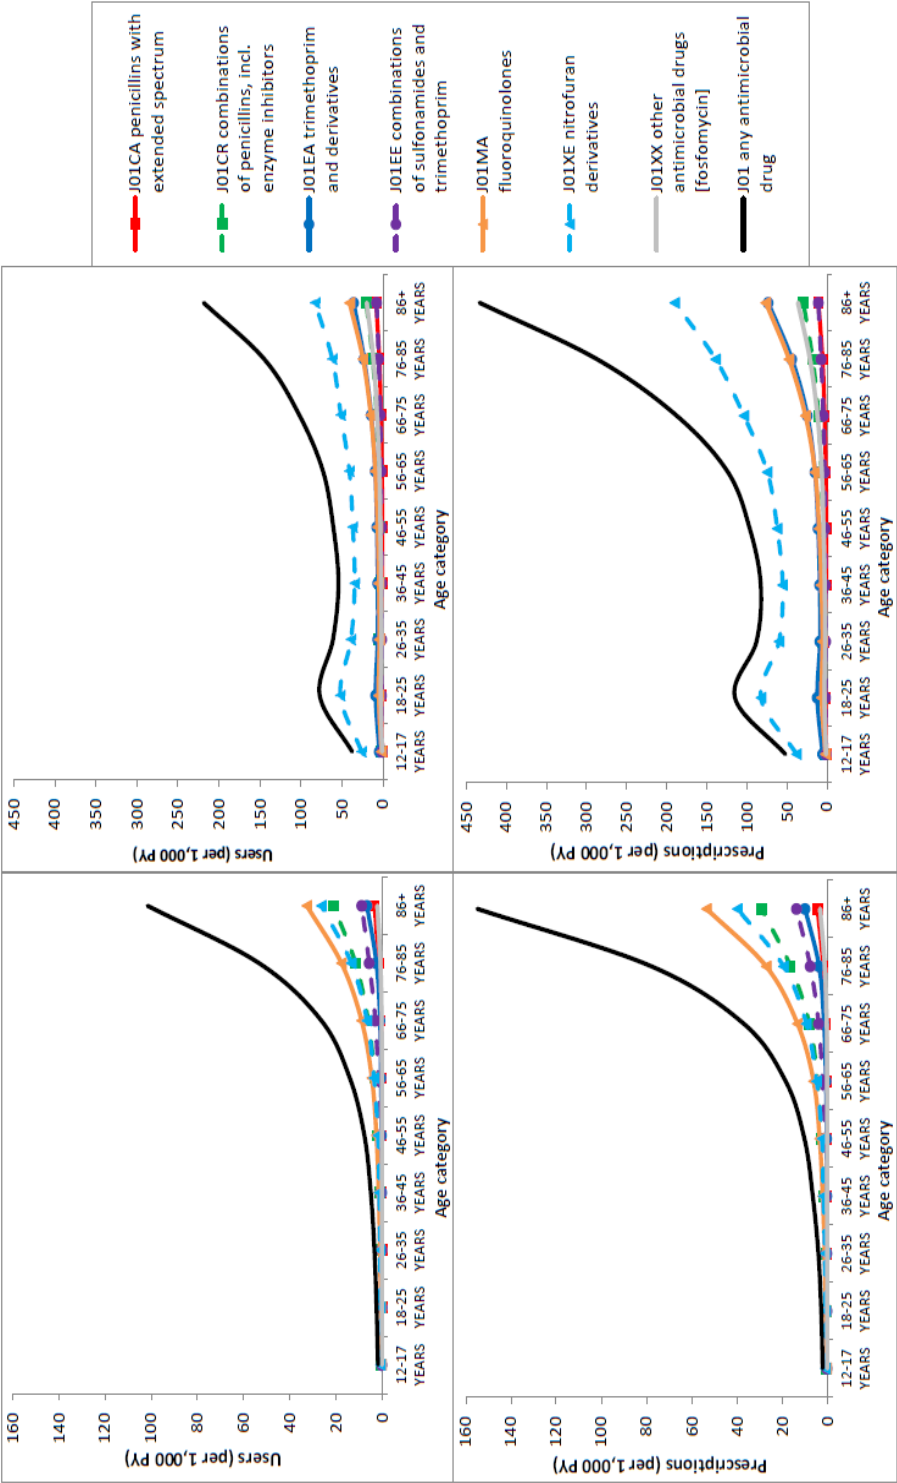 Users (per 1,000 PY)
160
140
120
100
80
60
40
20
0
12-17 18-25 26-35 36-45 46-55 56-65 66-75 76-85 86+
YEARS YEARS YEARS YEARS YEARS YEARS YEARS YEARS YEARS
Age category
Users (per 1,000 PY)
450
400
350
300
250
200
150
100
50
0
12-17 18-25 26-35 36-45 46-55 56-65 66-75 76-85 86+
YEARS YEARS YEARS YEARS YEARS YEARS YEARS YEARS YEARS
Age category
Prescriptions (per 1,000 PY)
160
140
120
100
80
60
40
20
0
12-17 18-25 26-35 36-45 46-55 56-65 66-75 76-85 86+
YEARS YEARS YEARS YEARS YEARS YEARS YEARS YEARS YEARS
Age category
Prescriptions (per 1,000 PY)
450
400
350
300
250
200
150
100
50
0
12-17 18-25 26-35 36-45 46-55 56-65 66-75 76-85 86+
YEARS YEARS YEARS YEARS YEARS YEARS YEARS YEARS YEARS
Age category
J01CA penicillins with
extended spectrum
J01CR combinations
of penicillins, incl.
enzyme inhibitors
J01EA trimethoprim
and derivatives
J01EE combinations
of sulfonamides and
trimethoprim
J01MA
fluoroquinolones
J01XE nitrofuran
derivatives
J01XX other
antimicrobial drugs
[fosfomycin]
J01 any antimicrobial
drug